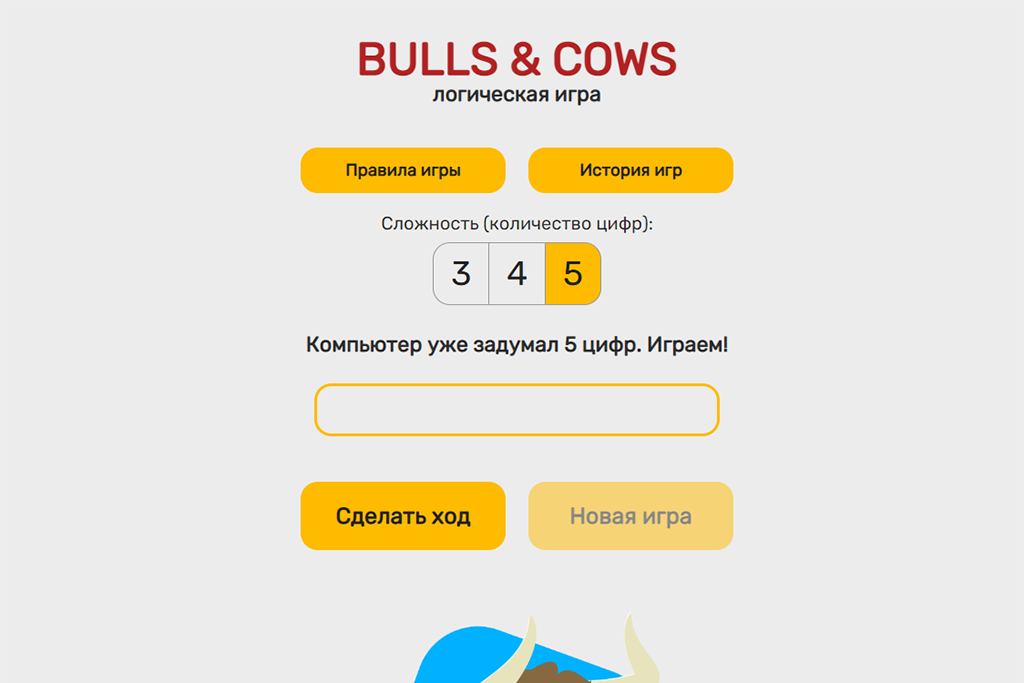 BULLS & COWS
логическая игра
Правила игры
История игр
Сложность (количество цифр):
3 4 5
Компьютер уже задумал 5 цифр. Играем!
Сделать ход
Новая игра